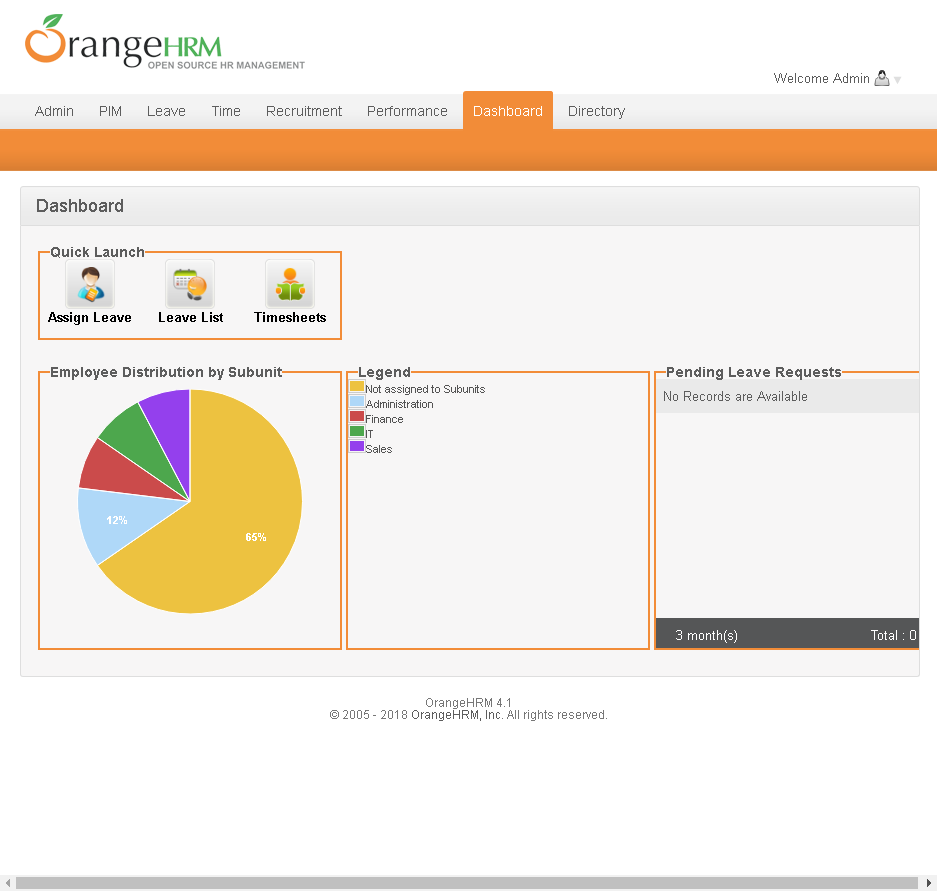 OrangeHRM
OPEN SOURCE HR MANAGEMENT
Welcome Admin
Admin PIM Leave Time Recruitment Performance Dashboard Directory
Dashboard
Quick Launch
Assign Leave Leave List Timesheets
Employee Distribution by Subunit
12%
65%
Legend
Not assigned to Subunits
Administration
Finance
IT
Sales
Pending Leave Requests
No Records are Available
3 month(s) Total : 0
OrangeHRM 4.1
© 2005 - 2018 OrangeHRM, Inc. All rights reserved.